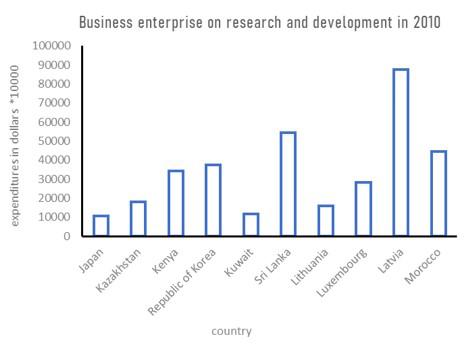 Business enterprise on research and development in 2010
expenditures in dollars *10000
100000
90000
80000
70000
60000
50000
40000
30000
20000
10000
0
Japan
Kazakhstan
Kenya
Republic of Korea
Kuwait
Sri Lanka
Lithuania
Luxembourg
Latvia
Morocco
country